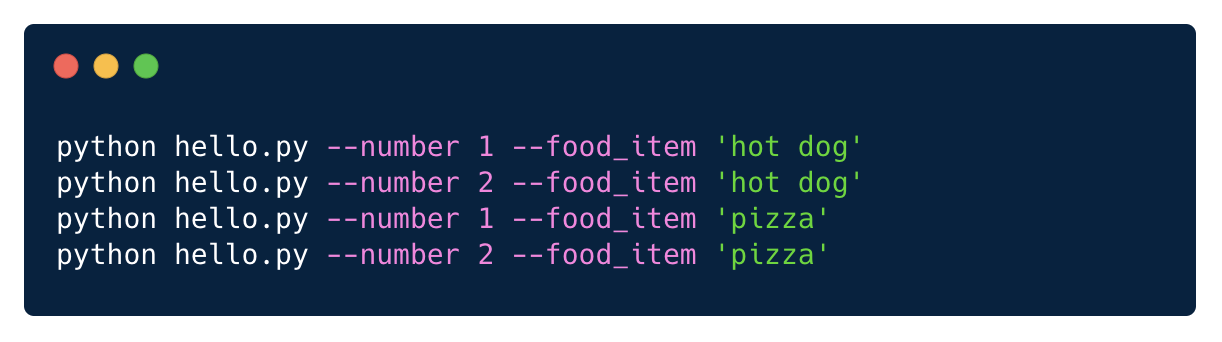 python hello.py --number 1 --food_item 'hot dog'
python hello.py --number 2 --food_item 'hot dog'
python hello.py --number 1 --food_item 'pizza'
python hello.py --number 2 --food_item 'pizza'